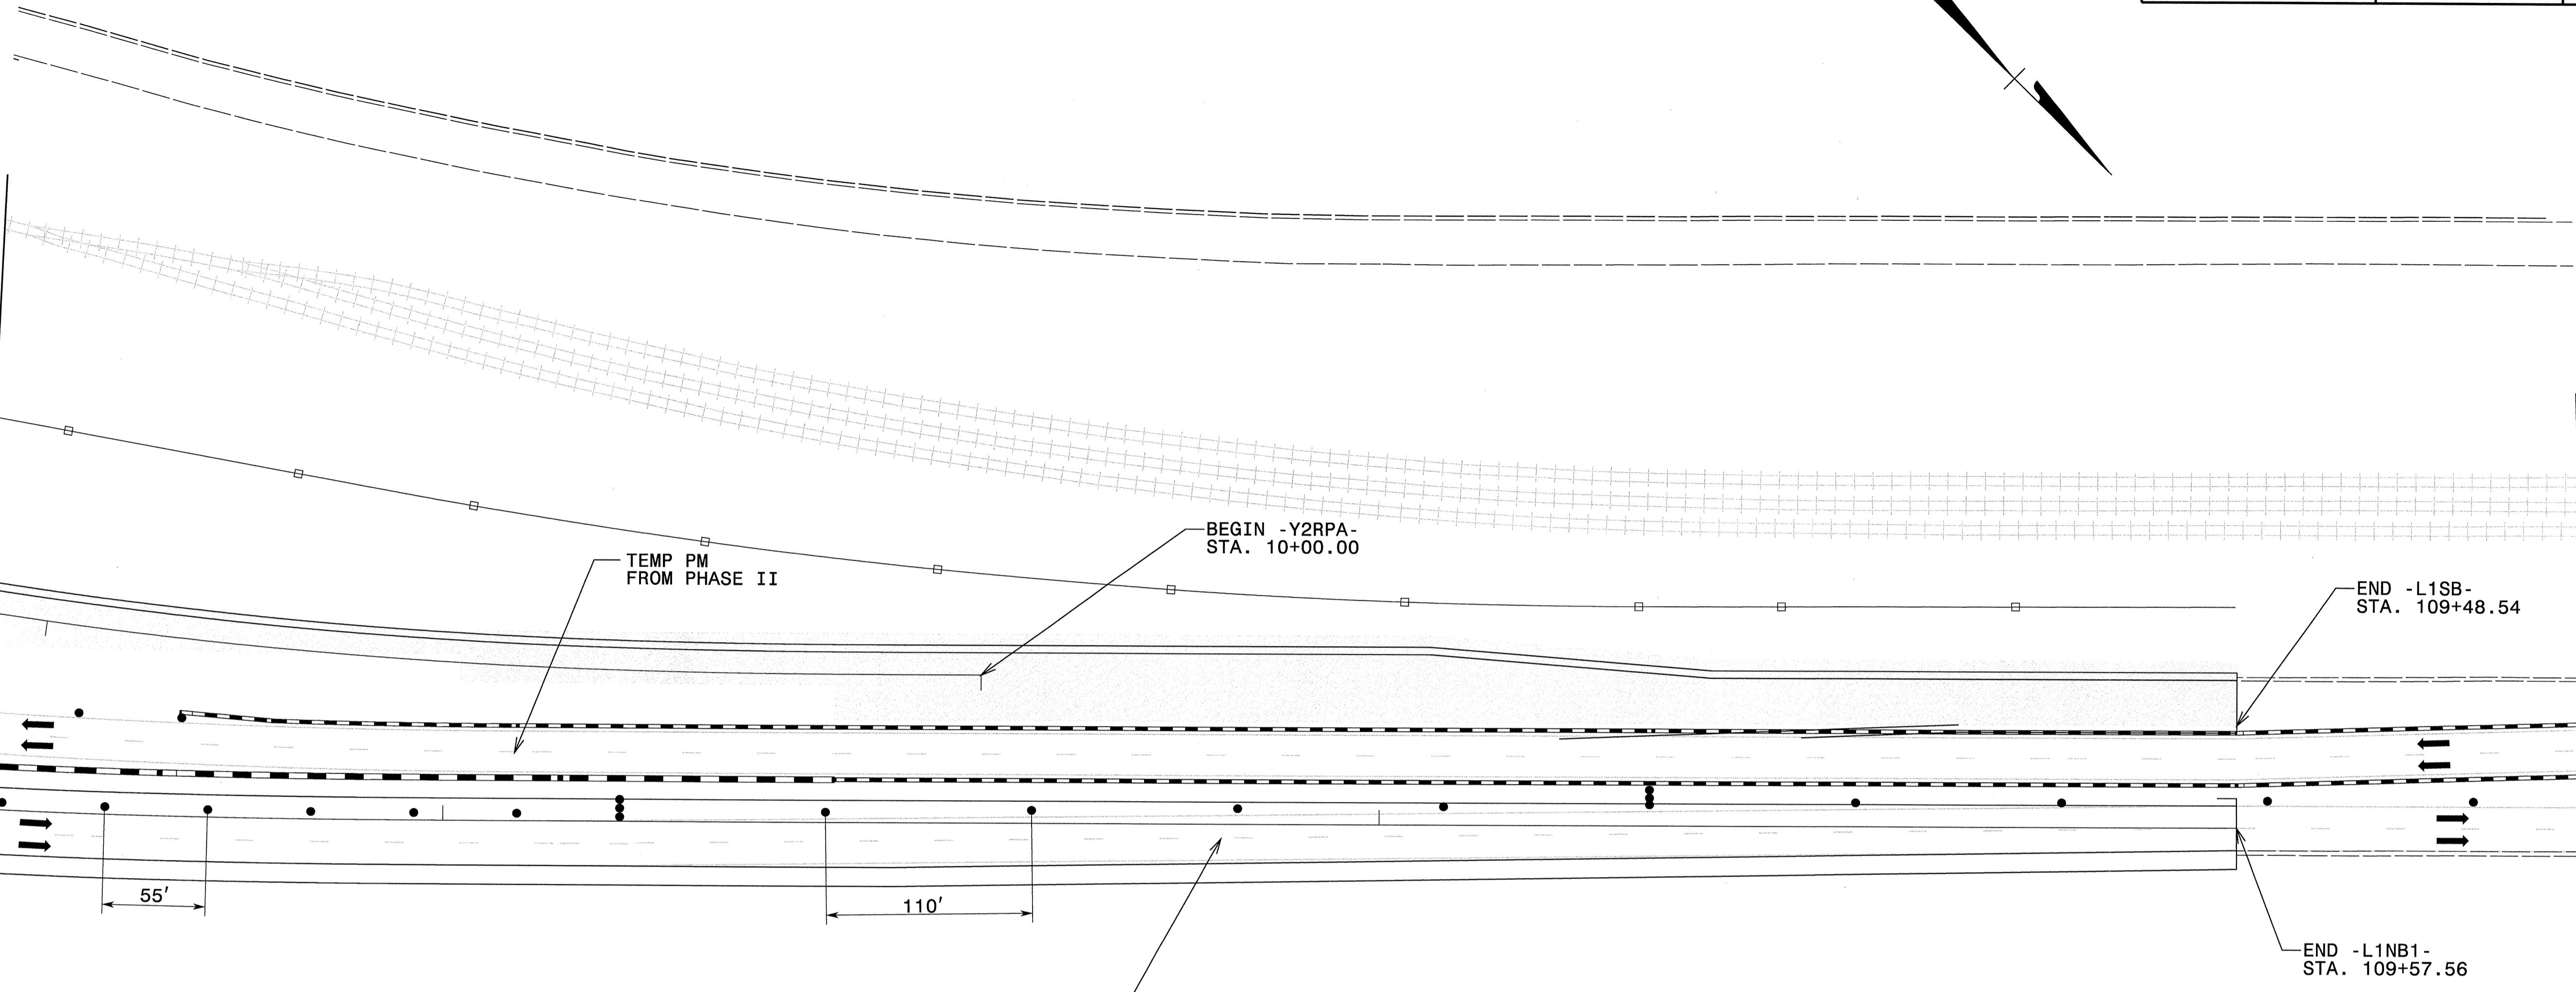 BEGIN -Y2RPA-
STA. 10+00.00
TEMP PM
FROM PHASE II
END -L1SB-
STA. 109+48.54
55'
110'
END -L1NB1-
STA. 109+57.56